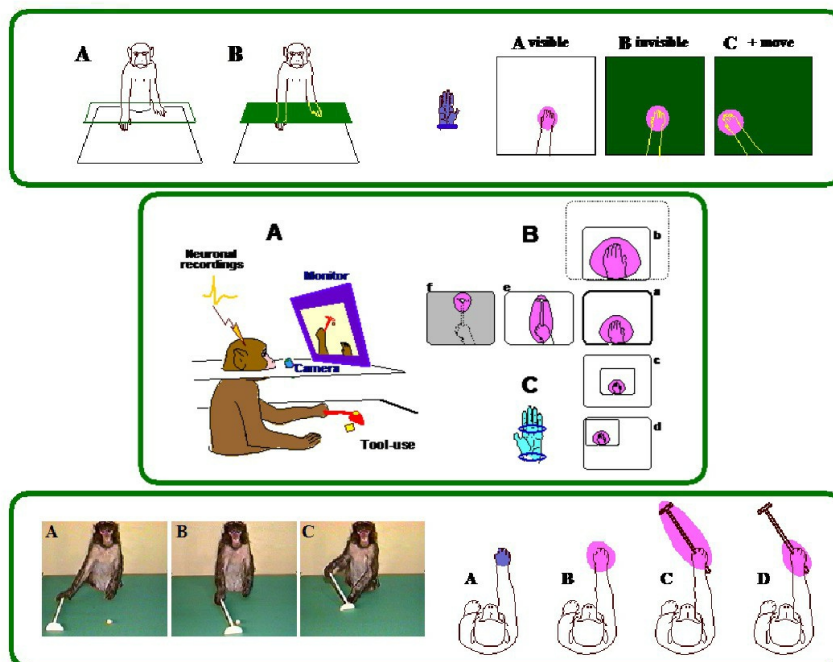 A
B
A visible
B invisible
C + move
A
Neuronal
recordings
Monitor
Camera
Tool-use
B
b
f
e
a
c
C
d
A
B
C
A
B
C
D